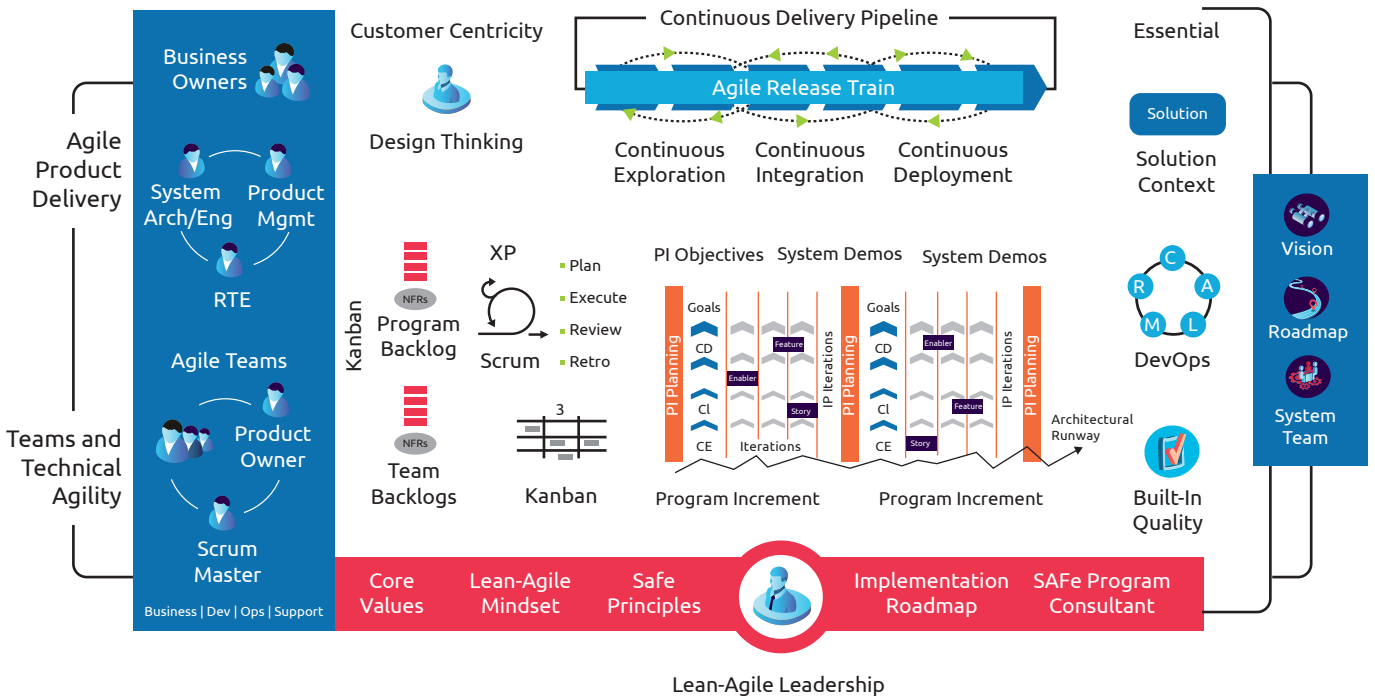 Agile
Product
Delivery
Teams and
Technical
Agility
Business
Owners
System
Arch/Eng
Product
Mgmt
RTE
Agile Teams
Product
Owner
Scrum
Master
Business | Dev | Ops | Support
Customer Centricity
Design Thinking
Continuous Delivery Pipeline
Agile Release Train
Continuous
Exploration
Continuous
Integration
Continuous
Deployment
Essential
Solution
Solution
Context
Kanban
NFRs
Program
Backlog
XP
Scrum
Plan
Execute
Review
Retro
NFRs
Team
Backlogs
3
Kanban
PI Objectives
System Demos
System Demos
PI Planning
Goals
CD
Cl
CE
Enabler
Feature
Story
Iterations
IP Iterations
PI Planning
Goals
CD
Cl
CE
Enabler
Feature
Story
IP Iterations
PI Planning
Architectural
Runway
Program Increment
Program Increment
C
R
A
M
L
DevOps
Built-In
Quality
Vision
Roadmap
System
Team
Core
Values
Lean-Agile
Mindset
Safe
Principles
Implementation
Roadmap
SAFe Program
Consultant
Lean-Agile Leadership